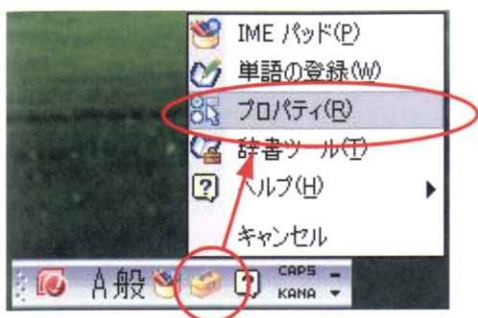 IME パッド(P)
単語の登録(W)
プロパティ(R)
辞書ツール(T)
ヘルプ(H)
キャンセル
A 般 CAPS
KANA